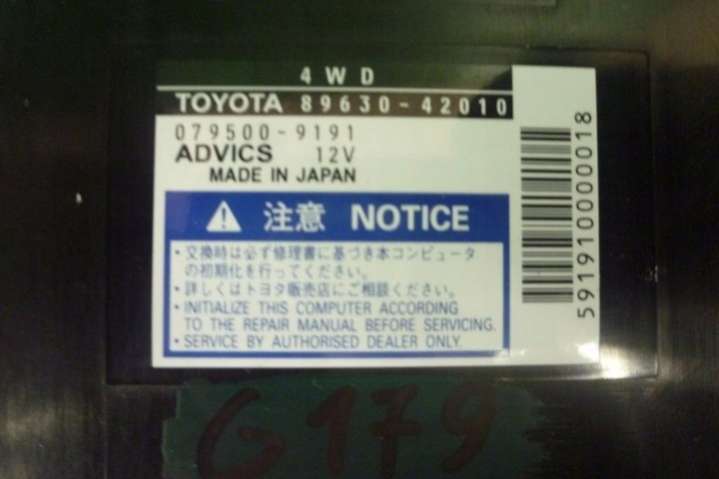 4WD
TOYOTA 89630-42010
079500-9191
ADVICS 12V
MADE IN JAPAN
注意 NOTICE
・交換時は必ず修理書に基づき本コンピュータ
の初期化を行ってください。
・詳しくはトヨタ販売店にご相談ください。
・INITIALIZE THIS COMPUTER ACCORDING
TO THE REPAIR MANUAL BEFORE SERVICING.
・SERVICE BY AUTHORISED DEALER ONLY.
5919100000018
G179